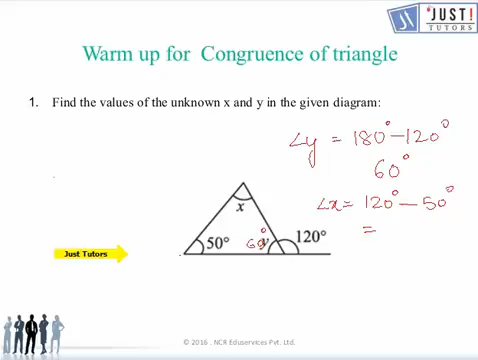 JUST!
TUTORS
Warm up for Congruence of triangle
1. Find the values of the unknown x and y in the given diagram:
∠y = 180° - 120°
60°
∠x = 120° - 50°
=
x
50°
60°
y
120°
Just Tutors
© 2016 . NCR Eduservices Pvt. Ltd.